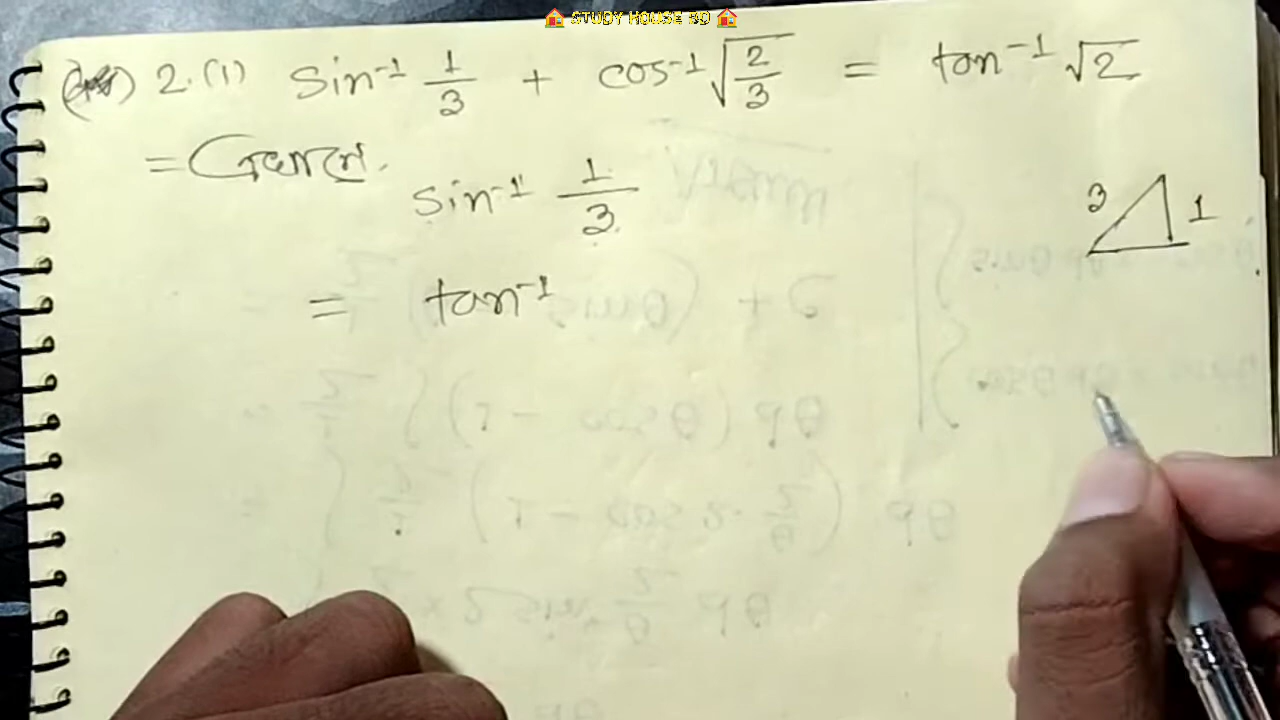 🏠 STUDY HOUSE BD 🏠
2.(1) sin⁻¹ 1/3 + cos⁻¹ √(2/3) = tan⁻¹ √2
=
sin⁻¹ 1/3
3 1
= tan⁻¹